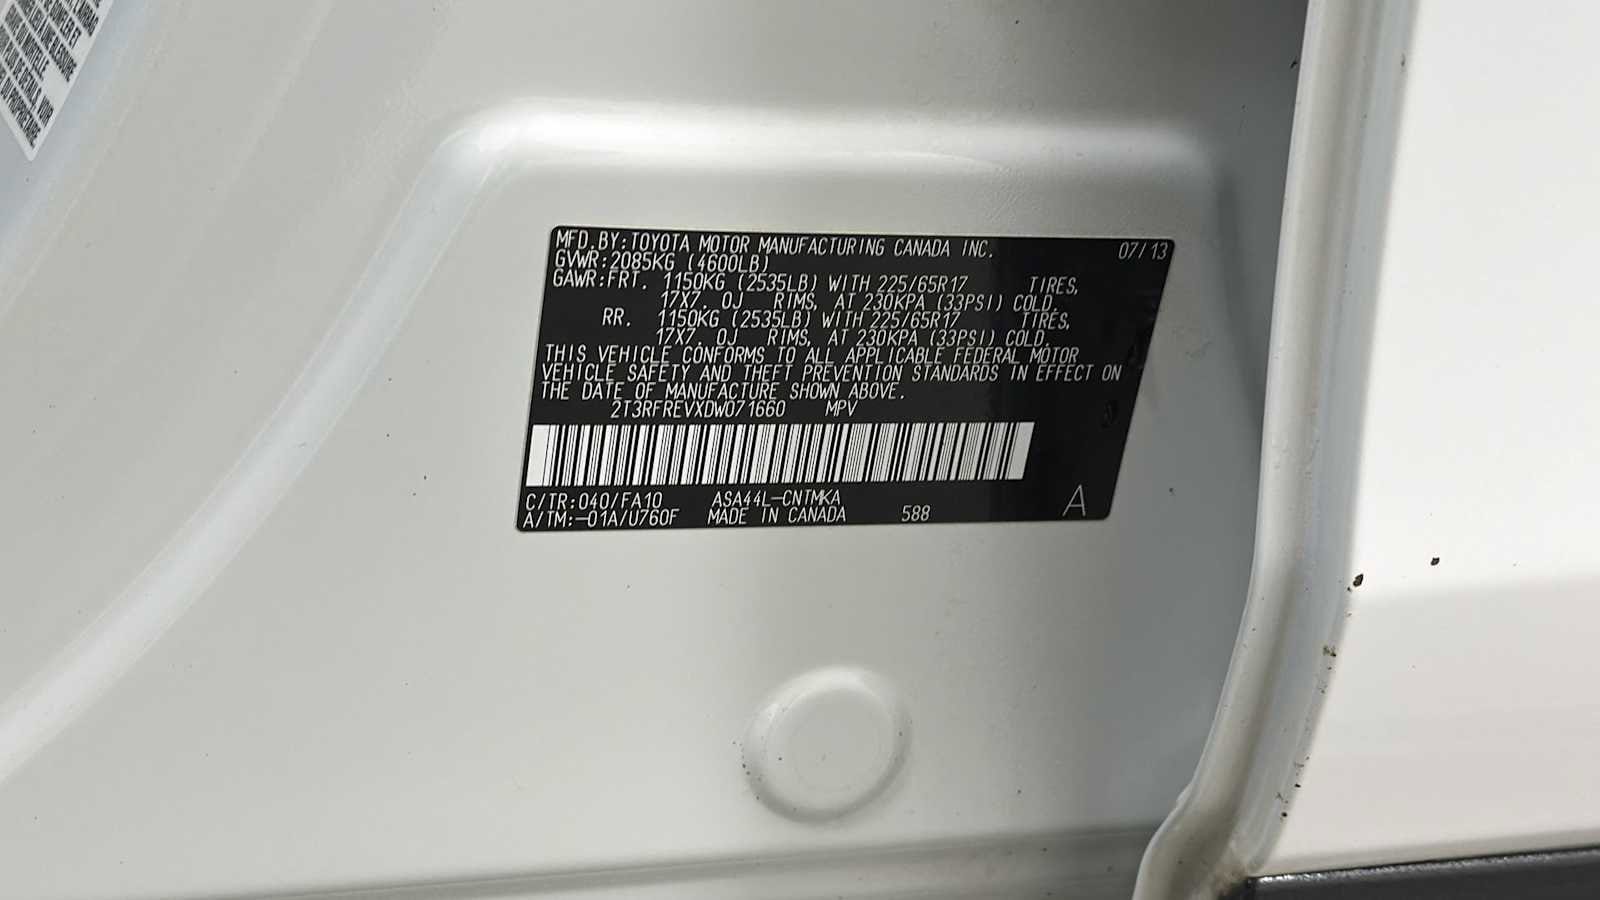 MFD.BY:TOYOTA MOTOR MANUFACTURING CANADA INC. 07/13
GVWR:2085KG (4600LB)
GAWR:FRT. 1150KG (2535LB) WITH 225/65R17 TIRES,
17X7.0J RIMS, AT 230KPA (33PSI) COLD.
RR. 1150KG (2535LB) WITH 225/65R17 TIRES,
17X7.0J RIMS, AT 230KPA (33PSI) COLD.
THIS VEHICLE CONFORMS TO ALL APPLICABLE FEDERAL MOTOR
VEHICLE SAFETY AND THEFT PREVENTION STANDARDS IN EFFECT ON
THE DATE OF MANUFACTURE SHOWN ABOVE.
2T3RFREVXDW071660 MPV
C/TR:040/FA10 ASA44L-CNTMKA
A/TM:-01A/U760F MADE IN CANADA 588 A